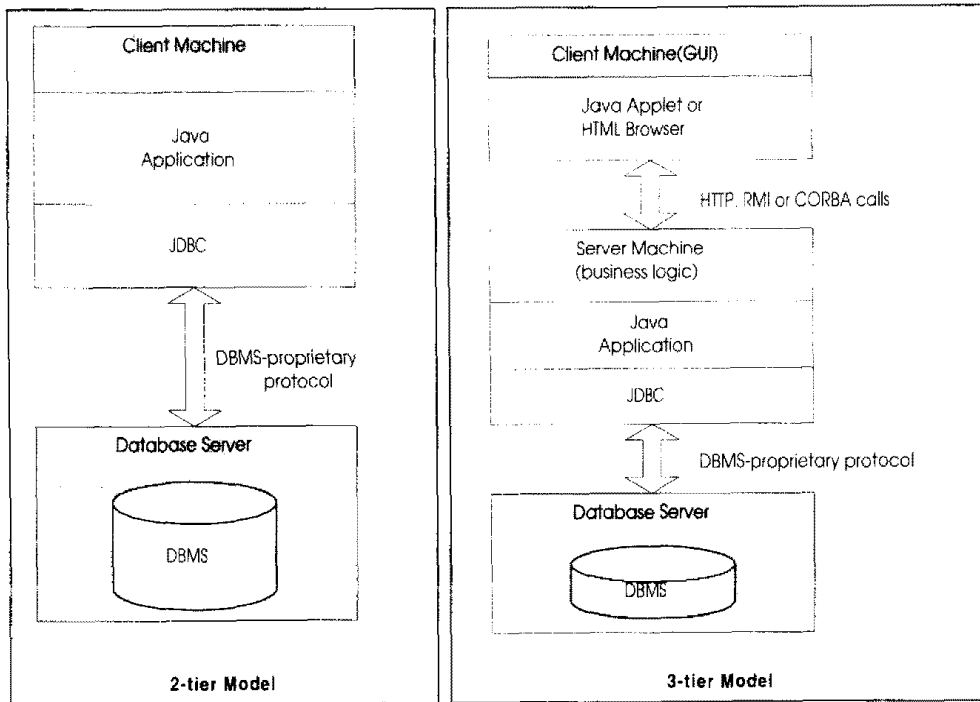 Client Machine
Java
Application
JDBC
DBMS-proprietary
protocol
Database Server
DBMS
2-tier Model
Client Machine(GUI)
Java Applet or
HTML Browser
HTTP, RMI or CORBA calls
Server Machine
(business logic)
Java
Application
JDBC
DBMS-proprietary protocol
Database Server
DBMS
3-tier Model